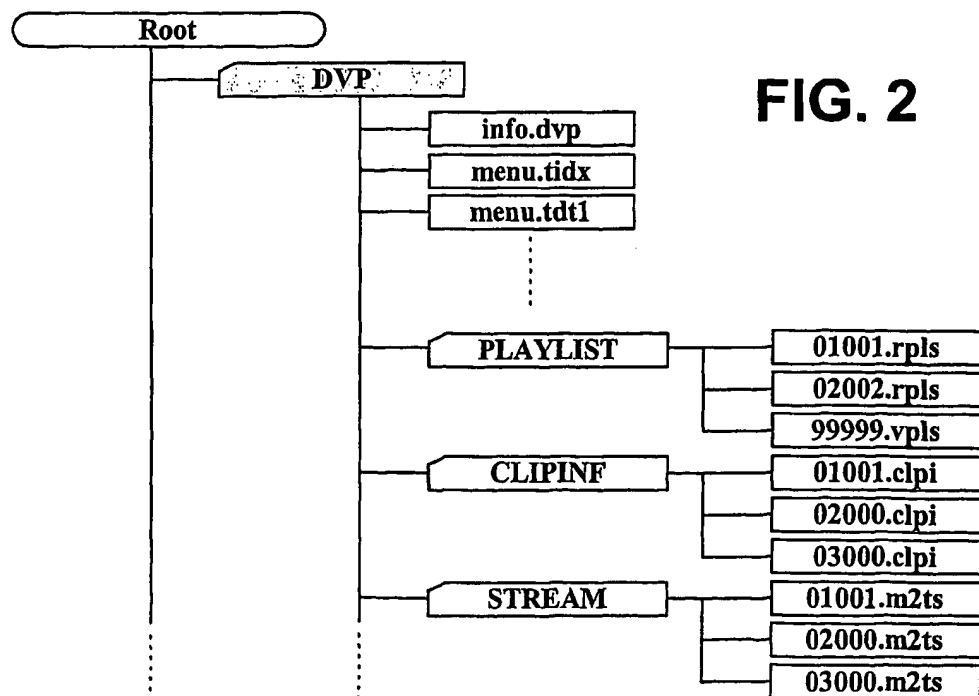 Root
DVP
FIG. 2
info.dvp
menu.tidx
menu.tdt1
PLAYLIST
01001.rpls
02002.rpls
99999.vpls
CLIPINF
01001.clpi
02000.clpi
03000.clpi
STREAM
01001.m2ts
02000.m2ts
03000.m2ts